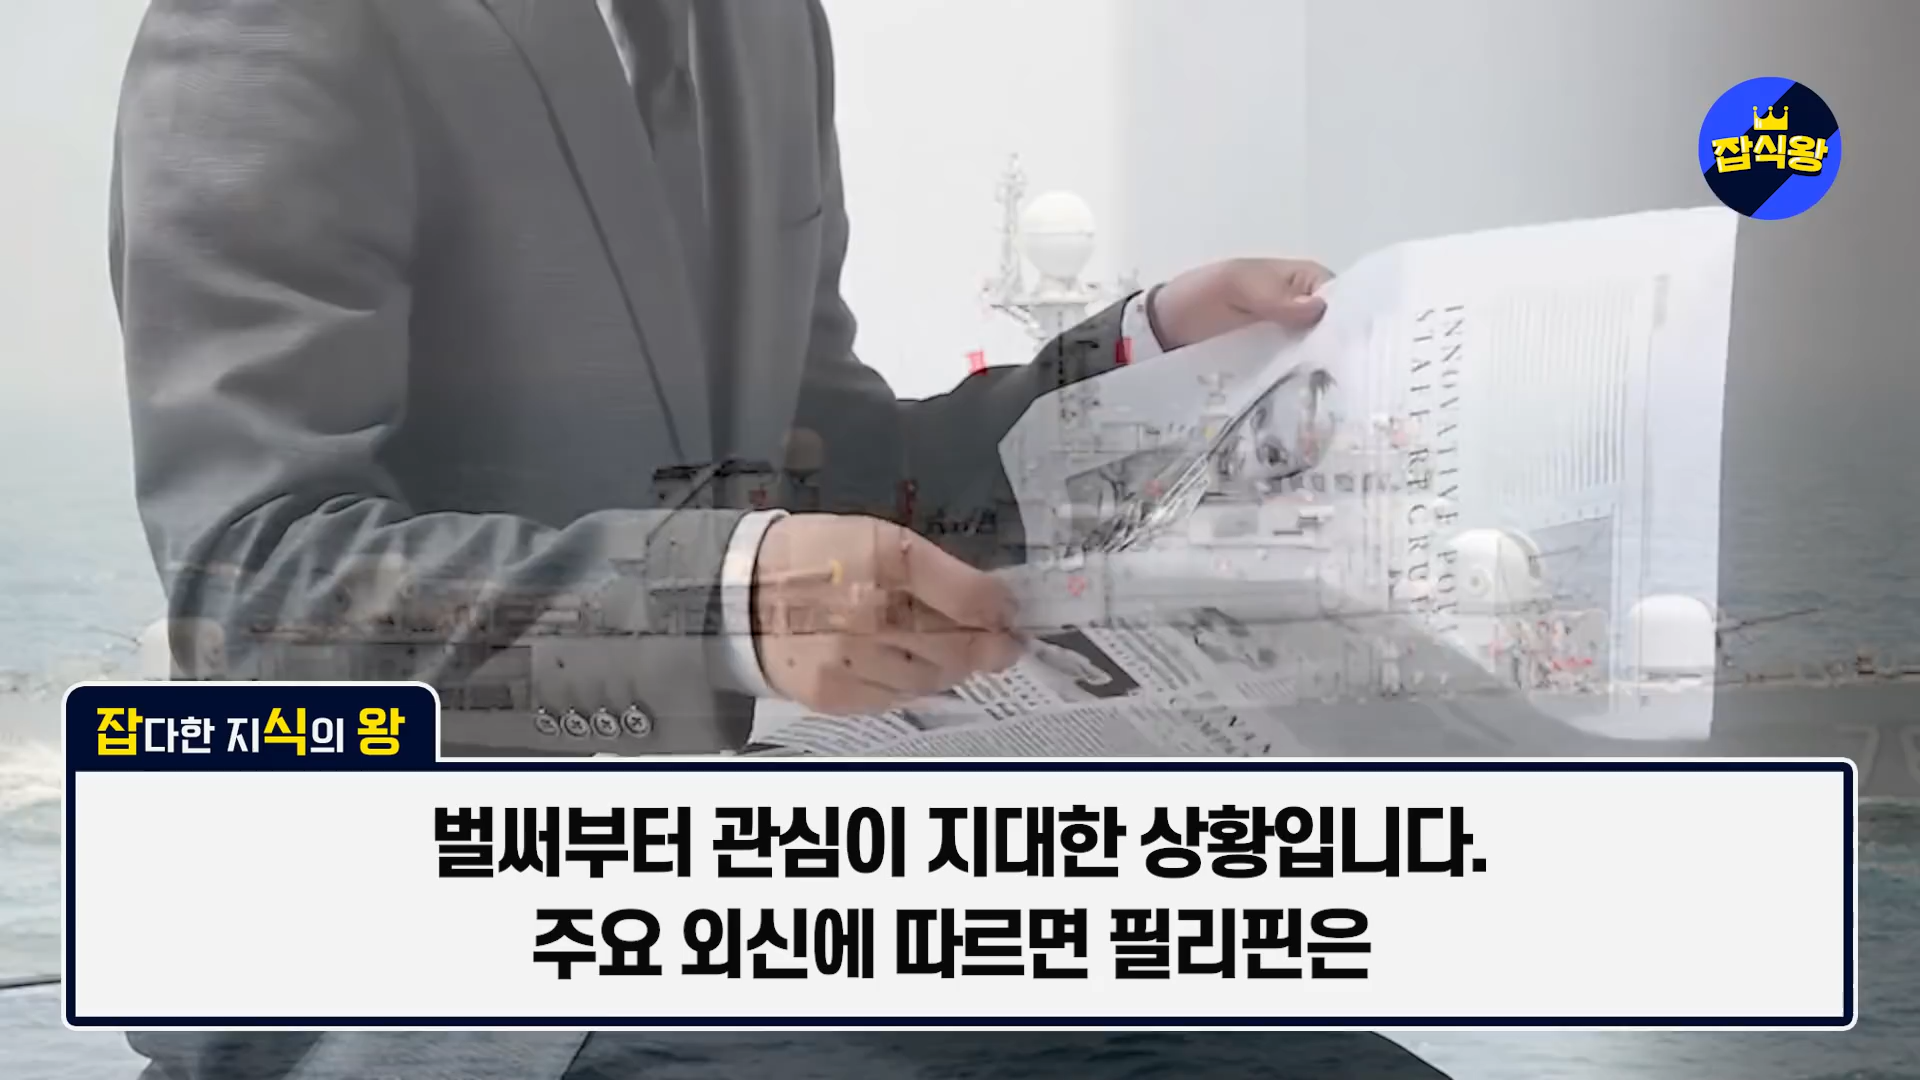 잡식왕
INNOVATIVE
잡다한 지식의 왕
벌써부터 관심이 지대한 상황입니다.
주요 외신에 따르면 필리핀은